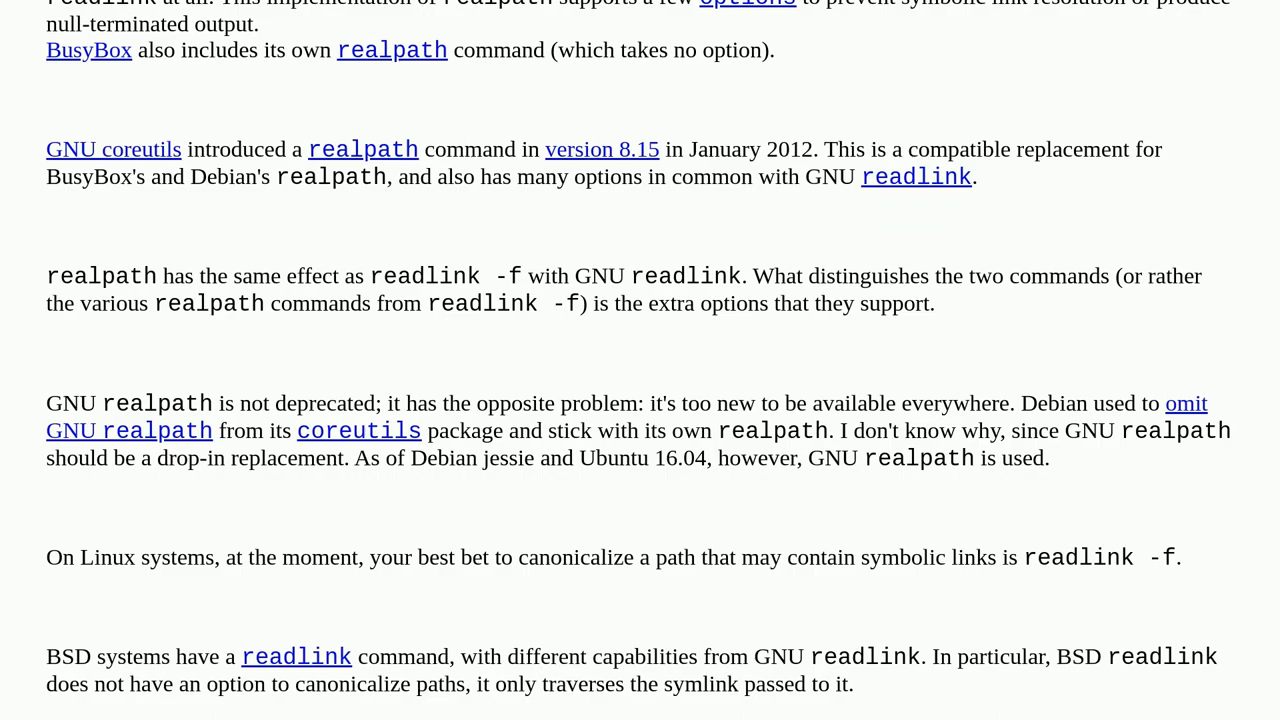 readlink at all. This implementation of realpath supports a few options to prevent symbolic link resolution or produce
null-terminated output.
BusyBox also includes its own realpath command (which takes no option).
GNU coreutils introduced a realpath command in version 8.15 in January 2012. This is a compatible replacement for
BusyBox's and Debian's realpath, and also has many options in common with GNU readlink.
realpath has the same effect as readlink -f with GNU readlink. What distinguishes the two commands (or rather
the various realpath commands from readlink -f) is the extra options that they support.
GNU realpath is not deprecated; it has the opposite problem: it's too new to be available everywhere. Debian used to omit
GNU realpath from its coreutils package and stick with its own realpath. I don't know why, since GNU realpath
should be a drop-in replacement. As of Debian jessie and Ubuntu 16.04, however, GNU realpath is used.
On Linux systems, at the moment, your best bet to canonicalize a path that may contain symbolic links is readlink -f.
BSD systems have a readlink command, with different capabilities from GNU readlink. In particular, BSD readlink
does not have an option to canonicalize paths, it only traverses the symlink passed to it.